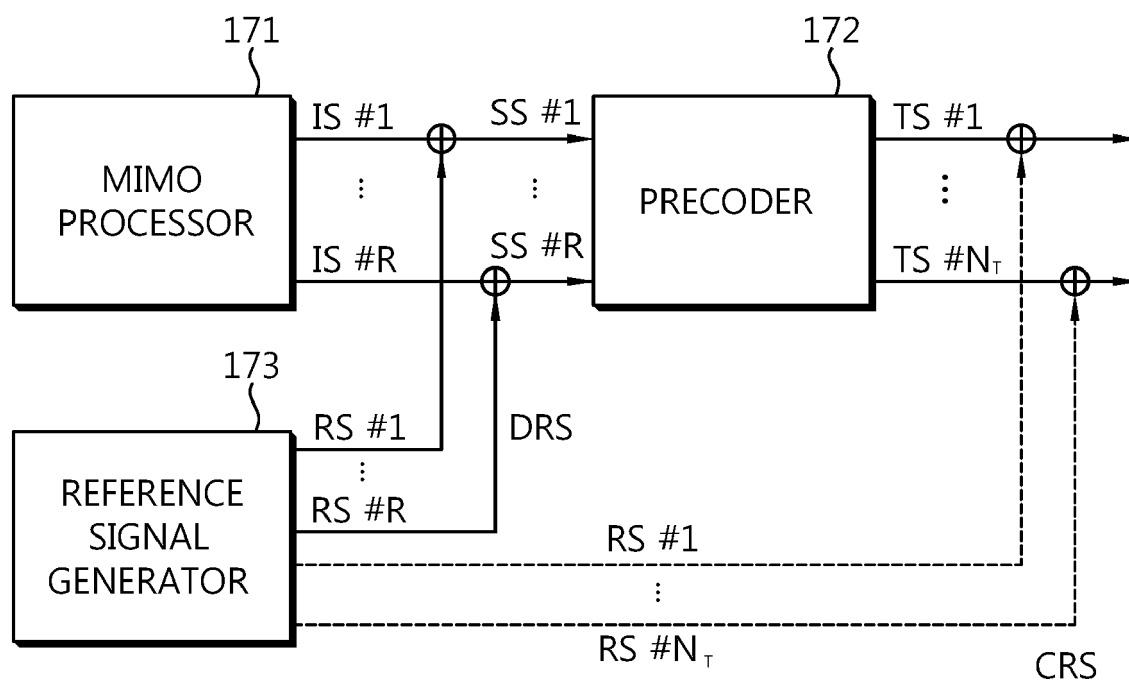 171
172
IS #1
SS #1
TS #1
MIMO
PROCESSOR
PRECODER
IS #R
SS #R
TS #N_T
173
RS #1
DRS
REFERENCE
SIGNAL
GENERATOR
RS #R
RS #1
RS #N_T
CRS